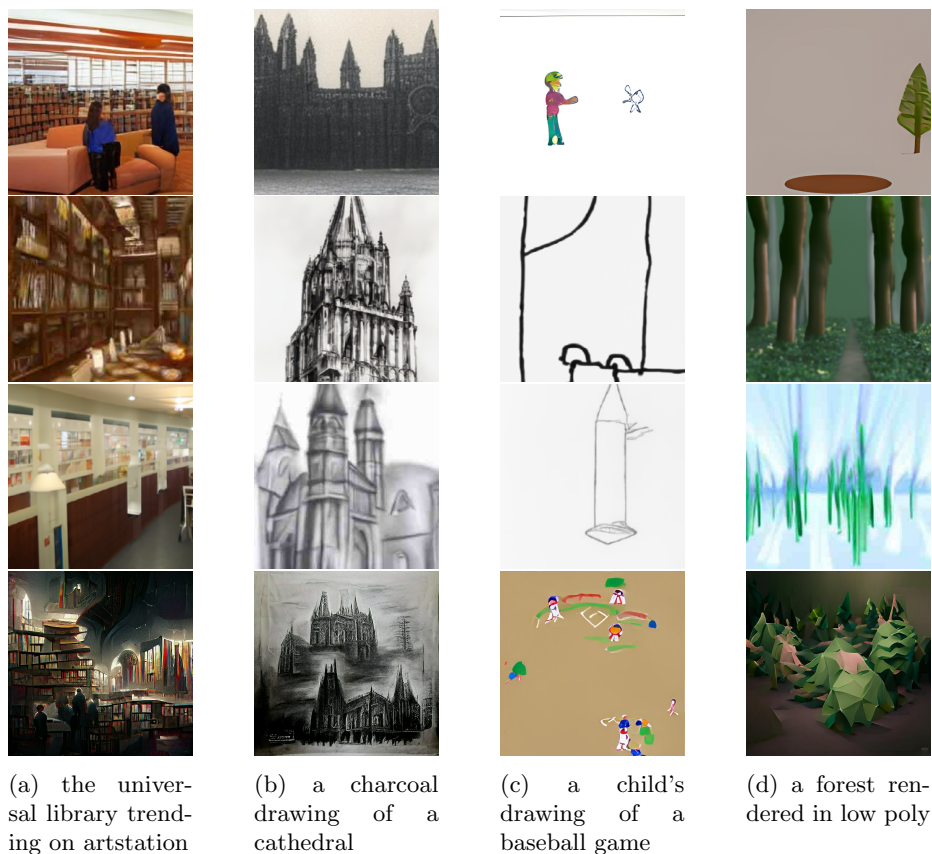 (a) the univer-
sal library trend-
ing on artstation
(b) a charcoal
drawing of a
cathedral
(c) a child's
drawing of a
baseball game
(d) a forest ren-
dered in low poly